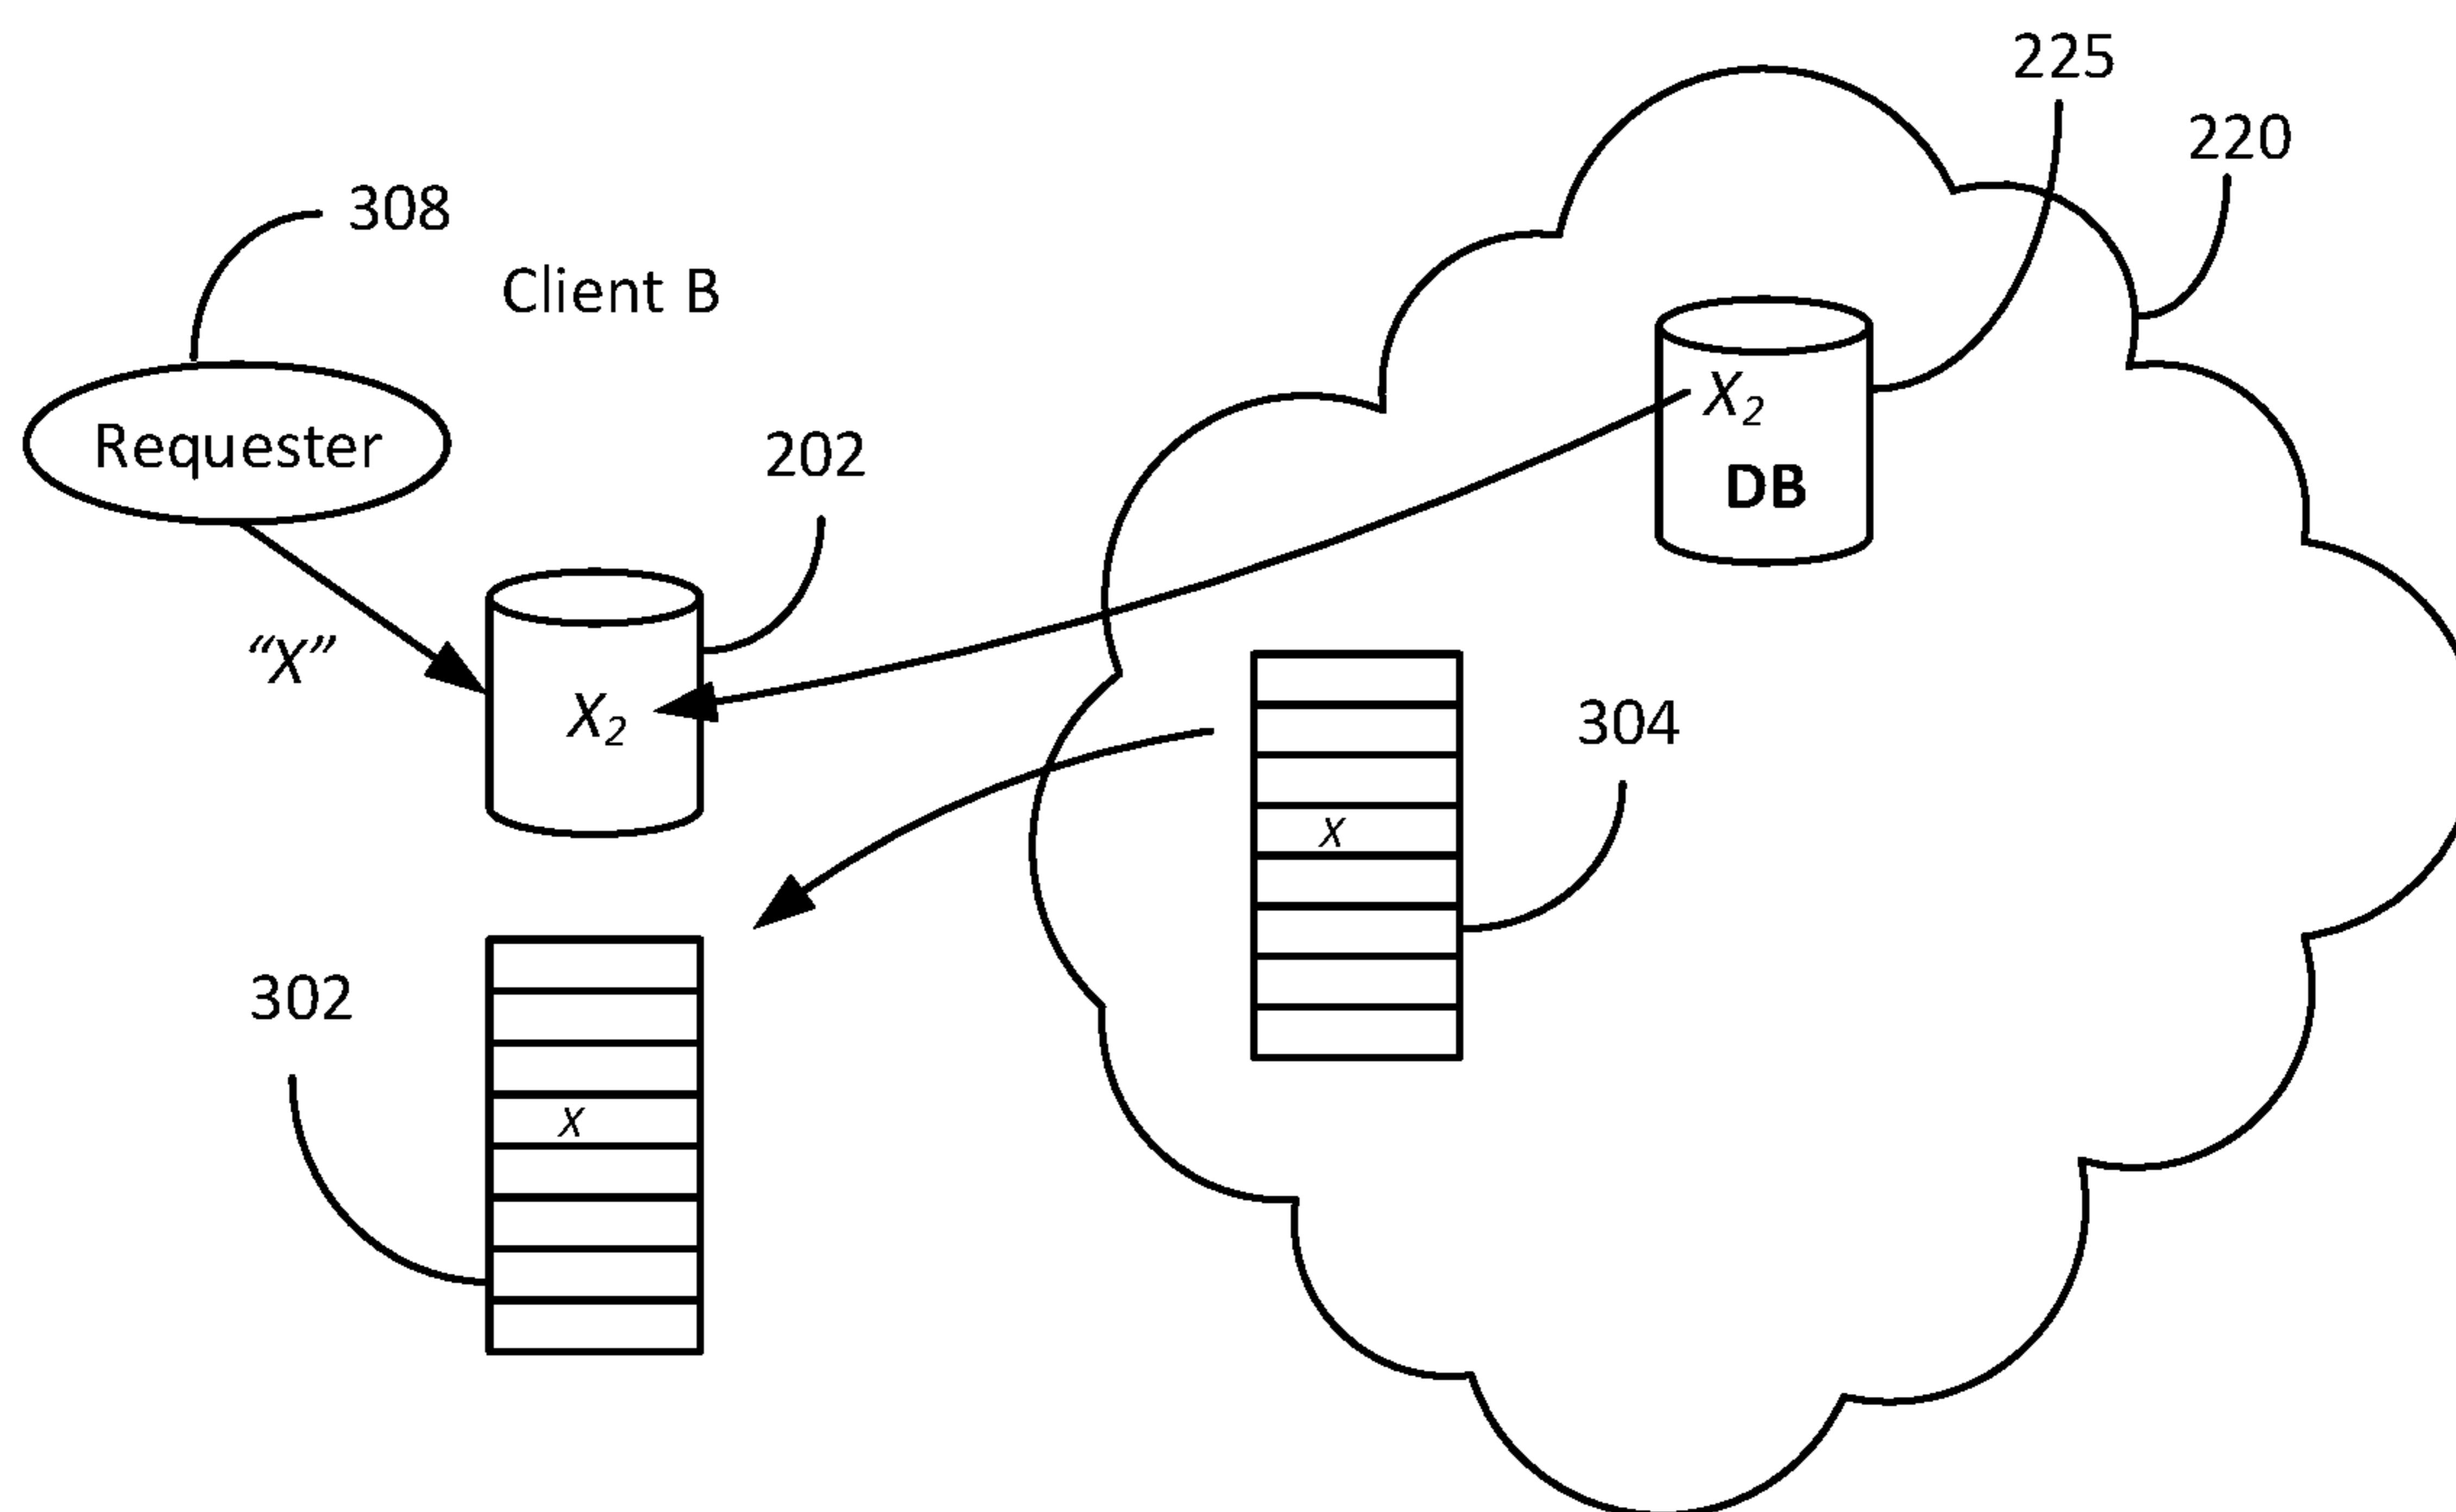 225
220
308
Client B
Requester
202
X₂
DB
“X”
X₂
304
X
302
X